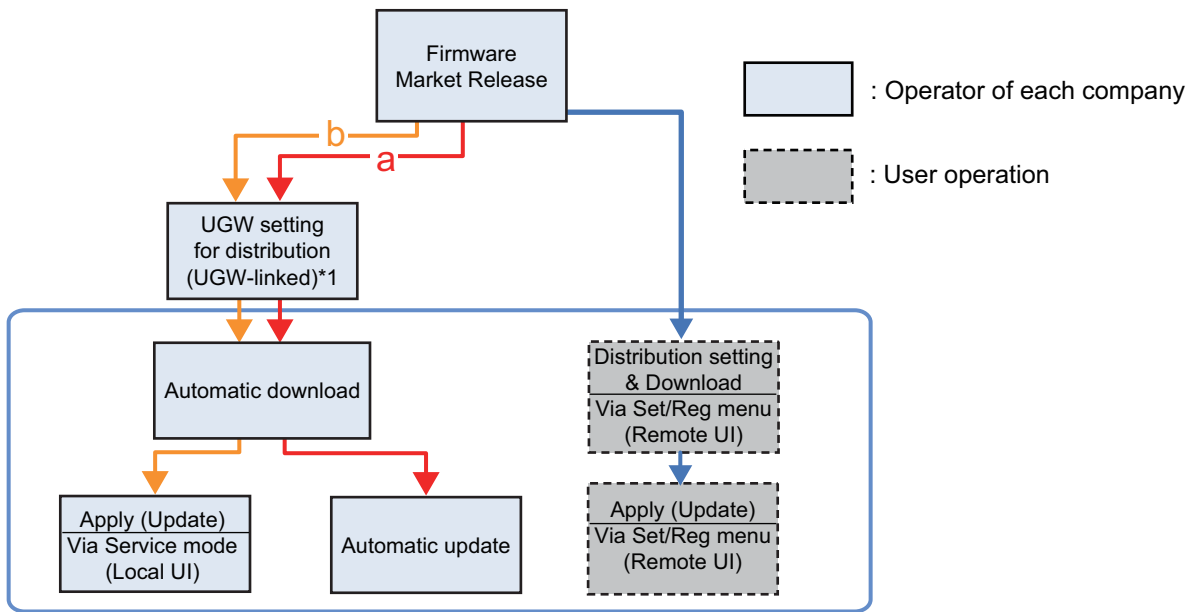 Firmware
Market Release
: Operator of each company
: User operation
b
a
UGW setting
for distribution
(UGW-linked)*1
Automatic download
Distribution setting
& Download
Via Set/Reg menu
(Remote UI)
Apply (Update)
Via Service mode
(Local UI)
Automatic update
Apply (Update)
Via Set/Reg menu
(Remote UI)